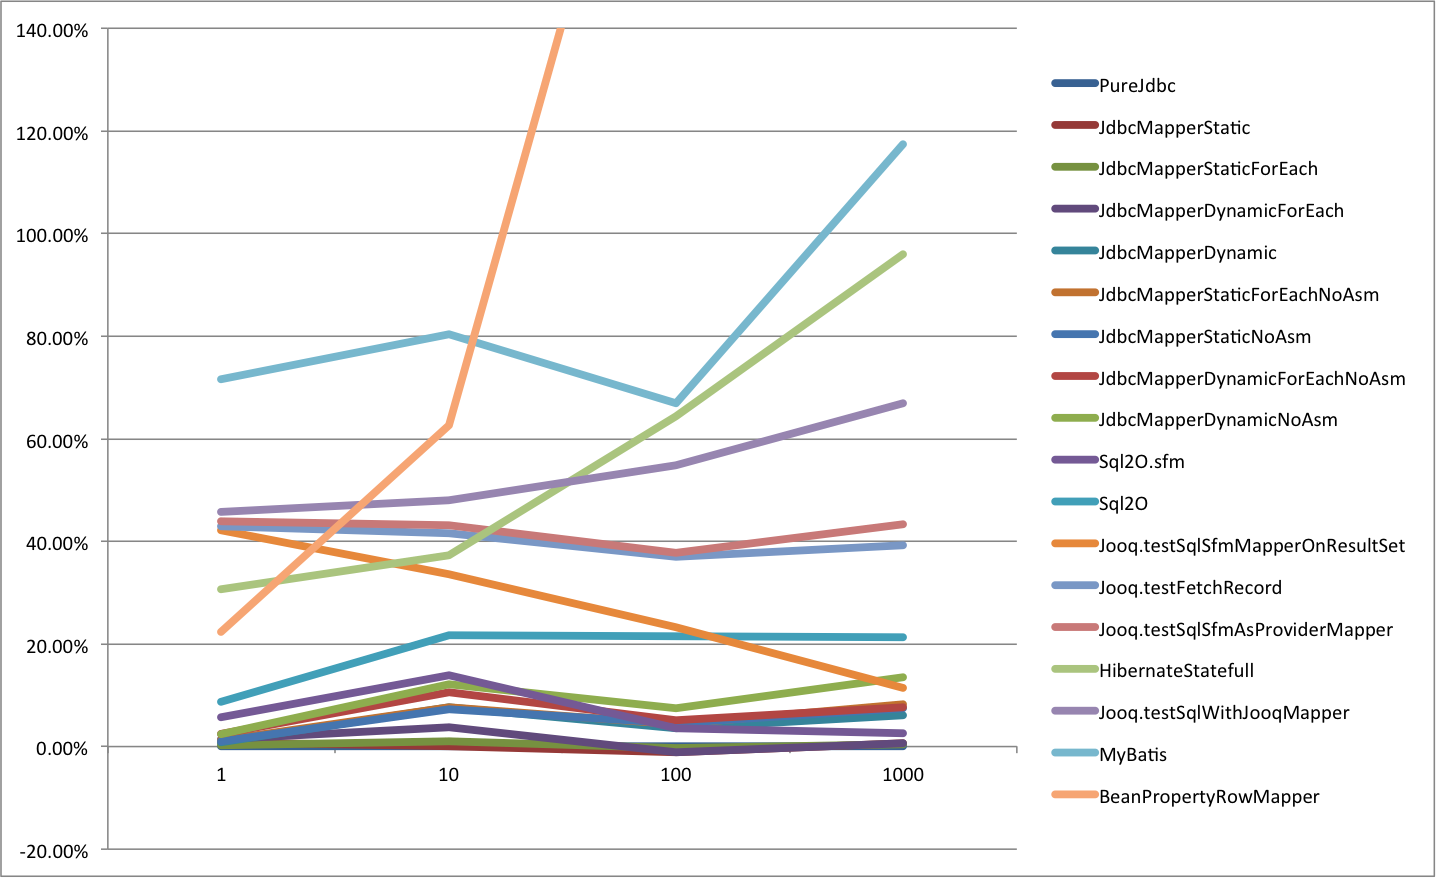 140.00%
120.00%
100.00%
80.00%
60.00%
40.00%
20.00%
0.00%
-20.00%
1 10 100 1000
PureJdbc
JdbcMapperStatic
JdbcMapperStaticForEach
JdbcMapperDynamicForEach
JdbcMapperDynamic
JdbcMapperStaticForEachNoAsm
JdbcMapperStaticNoAsm
JdbcMapperDynamicForEachNoAsm
JdbcMapperDynamicNoAsm
Sql2O.sfm
Sql2O
Jooq.testSqlSfmMapperOnResultSet
Jooq.testFetchRecord
Jooq.testSqlSfmAsProviderMapper
HibernateStatefull
Jooq.testSqlWithJooqMapper
MyBatis
BeanPropertyRowMapper